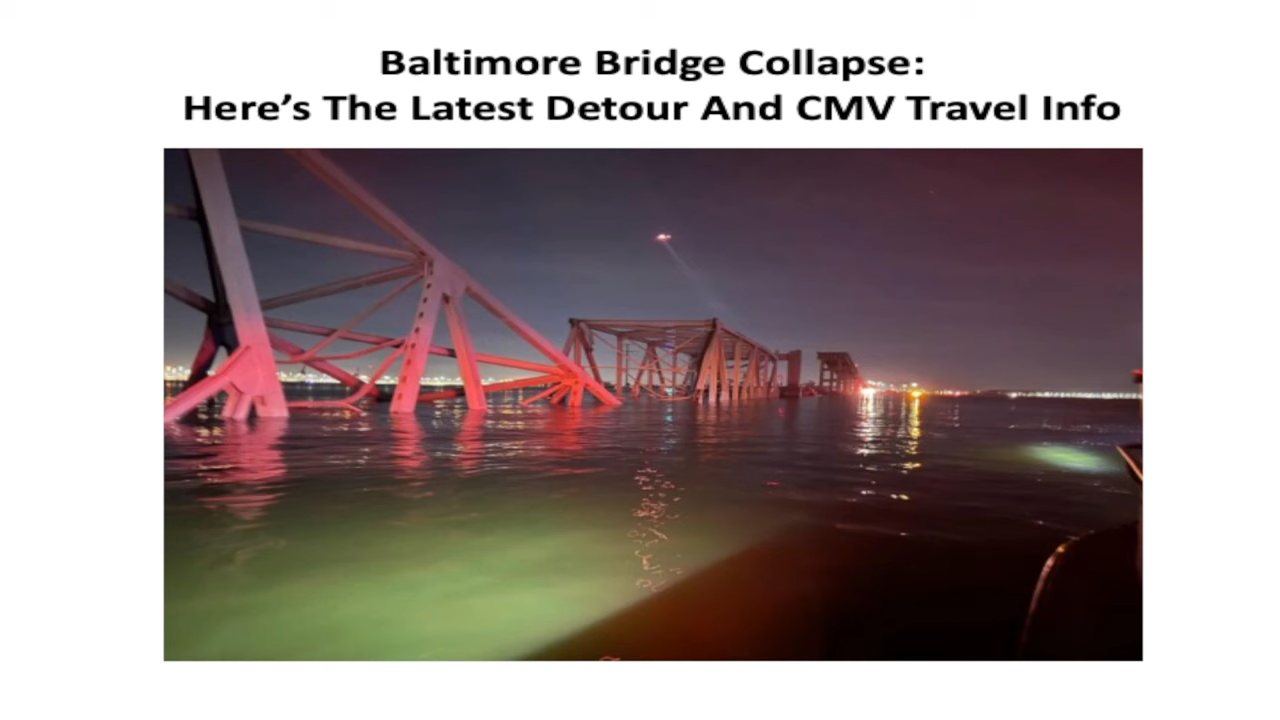 Baltimore Bridge Collapse:
Here’s The Latest Detour And CMV Travel Info